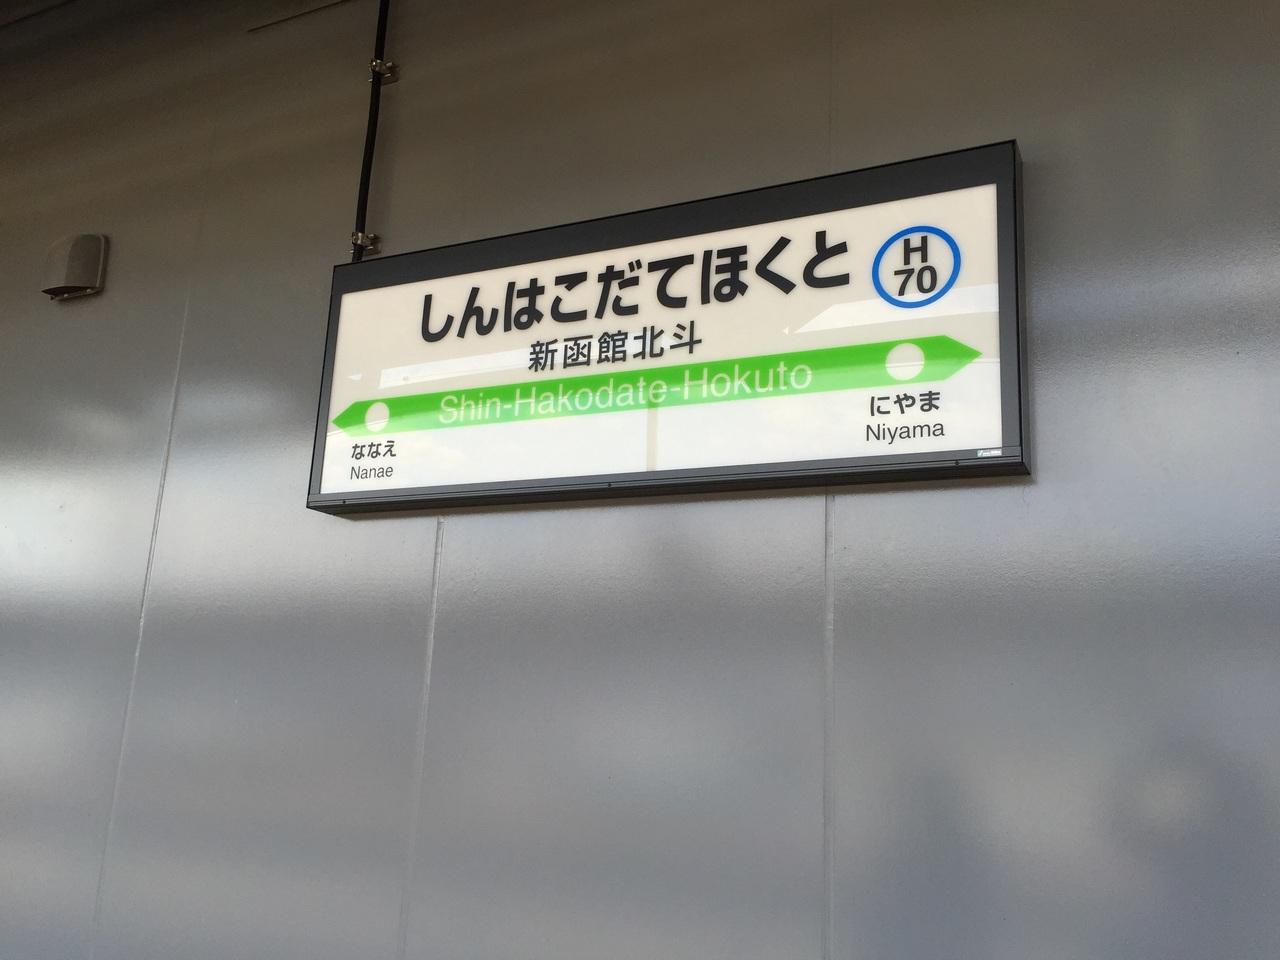 しんはこだてほくと
H
70
新函館北斗
Shin-Hakodate-Hokuto
ななえ
Nanae
にやま
Niyama